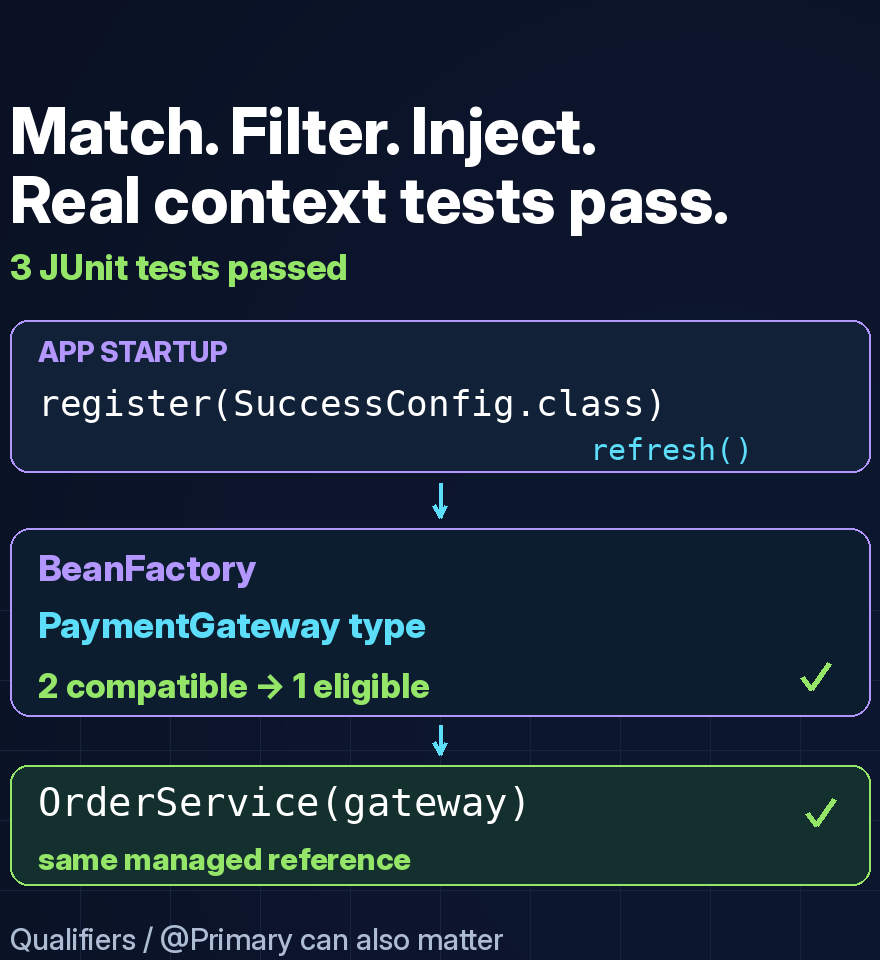 Match. Filter. Inject.
Real context tests pass.
3 JUnit tests passed
APP STARTUP
register(SuccessConfig.class)
refresh()
BeanFactory
PaymentGateway type
2 compatible → 1 eligible
OrderService(gateway)
same managed reference
Qualifiers / @Primary can also matter